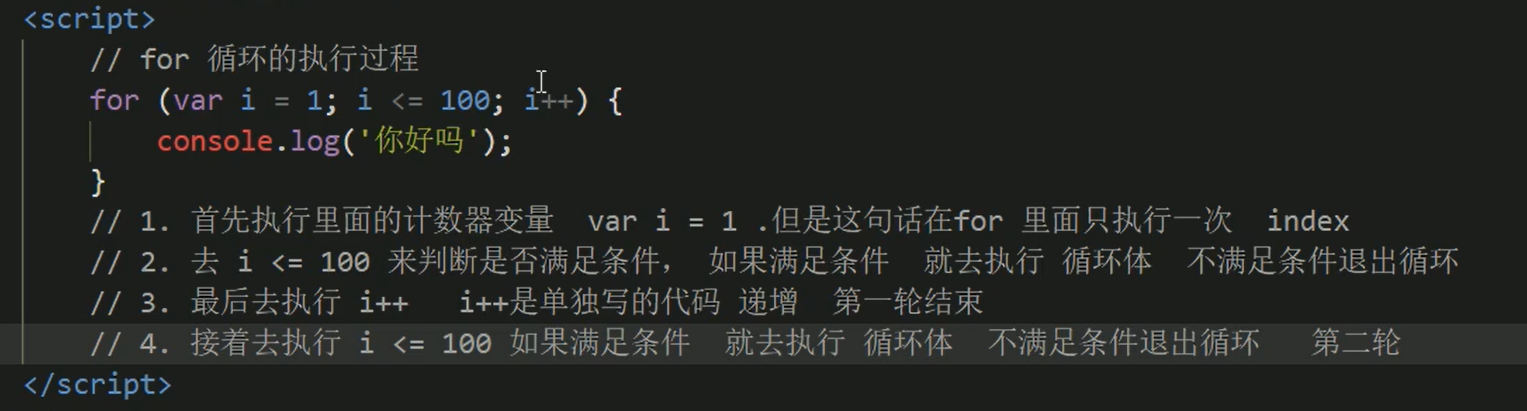 <script>
// for 循环的执行过程
for (var i = 1; i <= 100; i++) {
console.log('你好吗');
}
// 1. 首先执行里面的计数器变量  var i = 1 .但是这句话在for 里面只执行一次  index
// 2. 去 i <= 100 来判断是否满足条件， 如果满足条件  就去执行 循环体  不满足条件退出循环
// 3. 最后去执行 i++   i++是单独写的代码 递增  第一轮结束
// 4. 接着去执行 i <= 100 如果满足条件  就去执行 循环体  不满足条件退出循环   第二轮
</script>